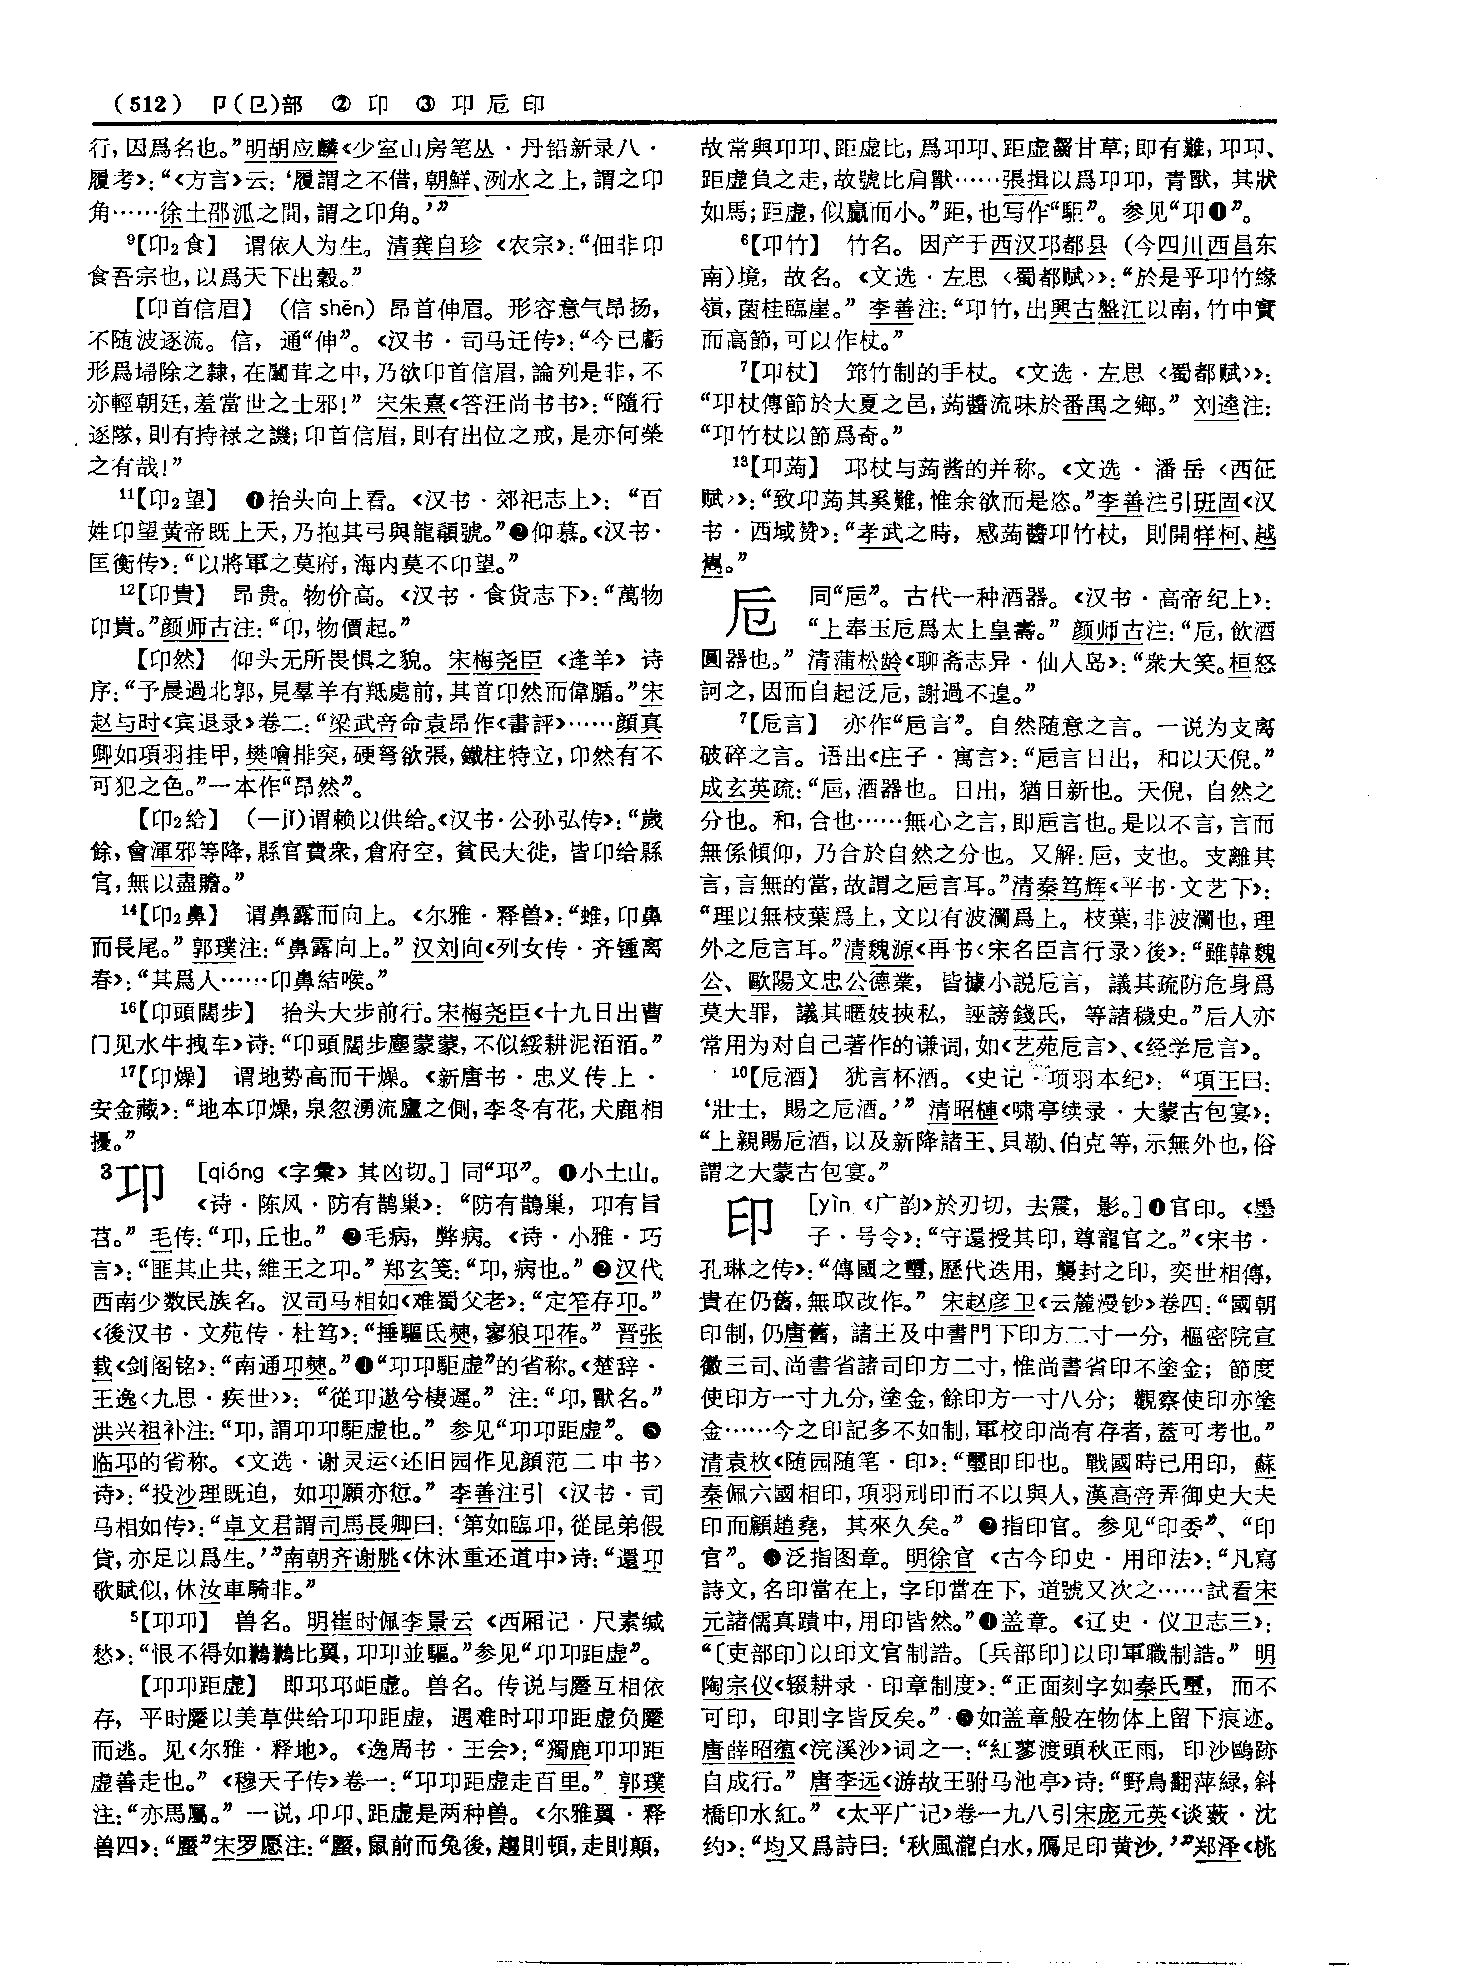 (512) 卩(㔾)部 ② 卬 ③ 卭 卮 印
行，因爲名也。”明胡应麟《少室山房笔丛·丹铅新录八·
履考》：“《方言》云：‘履謂之不借，朝鮮、洌水之上，謂之卬
角……徐土邵沠之間，謂之卬角。’”
9【卬2食】 谓依人为生。清龚自珍《农宗》：“佃非卬
食吾宗也，以爲天下出穀。”
【卬首信眉】 (信 shēn) 昂首伸眉。形容意气昂扬，
不随波逐流。信，通“伸”。《汉书·司马迁传》：“今已虧
形爲埽除之隸，在闒茸之中，乃欲卬首信眉，論列是非，不
亦輕朝廷，羞當世之士邪！” 宋朱熹《答汪尚书书》：“隨行
逐隊，則有持禄之譏；卬首信眉，則有出位之戒，是亦何榮
之有哉！”
11【卬2望】 ❶抬头向上看。《汉书·郊祀志上》：“百
姓卬望黄帝既上天，乃抱其弓與龍顡號。”❷仰慕。《汉书·
匡衡传》：“以將軍之莫府，海内莫不卬望。”
12【卬貴】 昂贵。物价高。《汉书·食货志下》：“萬物
卬貴。”颜师古注：“卬，物價起。”
【卬然】 仰头无所畏惧之貌。宋梅尧臣《逢羊》诗
序：“予晨過北郭，見羣羊有羝處前，其首卬然而偉腯。”宋
赵与时《宾退录》卷二：“梁武帝命袁昂作《書評》……顔真
卿如項羽挂甲，樊噲排突，硬弩欲張，鐵柱特立，卬然有不
可犯之色。”一本作“昂然”。
【卬2給】 (—jǐ)谓赖以供给。《汉书·公孙弘传》：“歲
餘，會渾邪等降，縣官費衆，倉府空，貧民大徙，皆卬给縣
官，無以盡贍。”
14【卬2鼻】 谓鼻露而向上。《尔雅·释兽》：“蜼，卬鼻
而長尾。” 郭璞注：“鼻露向上。” 汉刘向《列女传·齐锺离
春》：“其爲人……卬鼻結喉。”
16【卬頭闊步】 抬头大步前行。宋梅尧臣《十九日出曹
门见水牛拽车》诗：“卬頭闊步塵蒙蒙，不似緩耕泥滔滔。”
17【卬燥】 谓地势高而干燥。《新唐书·忠义传上·
安金藏》：“地本卬燥，泉忽湧流廬之側，李冬有花，犬鹿相
擾。”
3卭 [qióng 《字彙》其凶切。] 同“邛”。❶小土山。
《诗·陈风·防有鹊巢》：“防有鵲巢，卭有旨
苕。” 毛传：“卭，丘也。” ❷毛病，弊病。《诗·小雅·巧
言》：“匪其止共，維王之卭。” 郑玄笺：“卭，病也。” ❷汉代
西南少数民族名。汉司马相如《难蜀父老》：“定笮存卭。”
《後汉书·文苑传·杜笃》：“捶驅氐僰，寥狼卭莋。” 晋张
载《剑阁铭》：“南通卭僰。”❹“卭卭駏虚”的省称。《楚辞·
王逸〈九思·疾世〉》：“從卭遨兮棲遲。” 注：“卭，獸名。”
洪兴祖补注：“卭，謂卭卭駏虚也。” 参见“卭卭距虚”。❺
临邛的省称。《文选·谢灵运〈还旧园作见颜范二中书〉
诗》：“投沙理既迫，如卭願亦愆。” 李善注引《汉书·司
马相如传》：“卓文君謂司馬長卿曰：‘第如臨卭，從昆弟假
貸，亦足以爲生。’”南朝齐谢朓《休沐重还道中》诗：“還卭
歌賦似，休汝車騎非。”
5【卭卭】 兽名。明崔时佩李景云《西厢记·尺素缄
愁》：“恨不得如鶼鶼比翼，卭卭並驅。”参见“卭卭距虚”。
【卭卭距虚】 即邛邛岠虚。兽名。传说与蹷互相依
存，平时蹷以美草供给卭卭距虚，遇难时卭卭距虚负蹷
而逃。见《尔雅·释地》。《逸周书·王会》：“獨鹿卭卭距
虚善走也。”《穆天子传》卷一：“卭卭距虚走百里。” 郭璞
注：“亦馬屬。” 一说，卭卭、距虚是两种兽。《尔雅翼·释
兽四》：“蹷”宋罗愿注：“蹷，鼠前而兔後，趨則頓，走則顛，
故常與卭卭、距虚比，爲卭卭、距虚齧甘草；即有難，卭卭、
距虚負之走，故號比肩獸……張揖以爲卭卭，青獸，其狀
如馬；距虚，似驘而小。”距，也写作“駏”。参见“卭❶”。
6【卭竹】 竹名。因产于西汉邛都县（今四川西昌东
南)境，故名。《文选·左思〈蜀都赋〉》：“於是乎卭竹緣
嶺，菌桂臨崖。” 李善注：“卭竹，出興古盤江以南，竹中實
而高節，可以作杖。”
7【卭杖】 筇竹制的手杖。《文选·左思〈蜀都赋〉》：
“卭杖傳節於大夏之邑，蒟醬流味於番禺之鄉。” 刘逵注：
“卭竹杖以節爲奇。”
13【卭蒟】 邛杖与蒟酱的并称。《文选·潘岳〈西征
赋〉》：“致卭蒟其奚難，惟余欲而是恣。”李善注引班固《汉
书·西域赞》：“孝武之時，感蒟醬卭竹杖，則開牂柯、越
巂。”
卮 同“巵”。古代一种酒器。《汉书·高帝纪上》：
“上奉玉卮爲太上皇壽。” 颜师古注：“卮，飲酒
圓器也。” 清蒲松龄《聊斋志异·仙人岛》：“衆大笑。桓怒
訶之，因而自起泛卮，謝過不遑。”
7【卮言】 亦作“巵言”。自然随意之言。一说为支离
破碎之言。语出《庄子·寓言》：“巵言日出，和以天倪。”
成玄英疏：“巵，酒器也。日出，猶日新也。天倪，自然之
分也。和，合也……無心之言，即巵言也。是以不言，言而
無係傾仰，乃合於自然之分也。又解：巵，支也。支離其
言，言無的當，故謂之巵言耳。”清秦笃辉《平书·文艺下》：
“理以無枝葉爲上，文以有波瀾爲上。枝葉，非波瀾也，理
外之卮言耳。”清魏源《再书〈宋名臣言行录〉後》：“雖韓魏
公、歐陽文忠公德業，皆據小説卮言，議其疏防危身爲
莫大罪，議其暱妓挾私，誣謗錢氏，等諸穢史。”后人亦
常用为对自己著作的谦词，如《艺苑卮言》、《经学卮言》。
10【卮酒】 犹言杯酒。《史记·项羽本纪》：“項王曰：
‘壯士，賜之卮酒。’” 清昭槤《啸亭续录·大蒙古包宴》：
“上親賜卮酒，以及新降諸王、貝勒、伯克等，示無外也，俗
謂之大蒙古包宴。”
印 [yìn 《广韵》於刃切，去震，影。]❶官印。《墨
子·号令》：“守還授其印，尊寵官之。”《宋书·
孔琳之传》：“傳國之璽，歷代迭用，襲封之印，奕世相傳，
貴在仍舊，無取改作。” 宋赵彦卫《云麓漫钞》卷四：“國朝
印制，仍唐舊，諸王及中書門下印方二寸一分，樞密院宣
徽三司、尚書省諸司印方二寸，惟尚書省印不塗金；節度
使印方一寸九分，塗金，餘印方一寸八分；觀察使印亦塗
金……今之印記多不如制，軍校印尚有存者，蓋可考也。”
清袁枚《随园随笔·印》：“璽即印也。戰國時已用印，蘇
秦佩六國相印，項羽刓印而不以與人，漢高帝弄御史大夫
印而顧趙堯，其來久矣。” ❷指印官。参见“印委”、“印
官”。❸泛指图章。明徐官《古今印史·用印法》：“凡寫
詩文，名印當在上，字印當在下，道號又次之……試看宋
元諸儒真蹟中，用印皆然。”❹盖章。《辽史·仪卫志三》：
“〔吏部印〕以印文官制誥。〔兵部印〕以印軍職制誥。” 明
陶宗仪《辍耕录·印章制度》：“正面刻字如秦氏璽，而不
可印，印則字皆反矣。” ❺如盖章般在物体上留下痕迹。
唐薛昭蕴《浣溪沙》词之一：“紅蓼渡頭秋正雨，印沙鷗跡
自成行。” 唐李远《游故王驸马池亭》诗：“野鳥翻萍緑，斜
橋印水紅。”《太平广记》卷一九八引宋庞元英《谈薮·沈
约》：“均又爲詩曰：‘秋風瀧白水，鴈足印黄沙。’”郑泽《桃